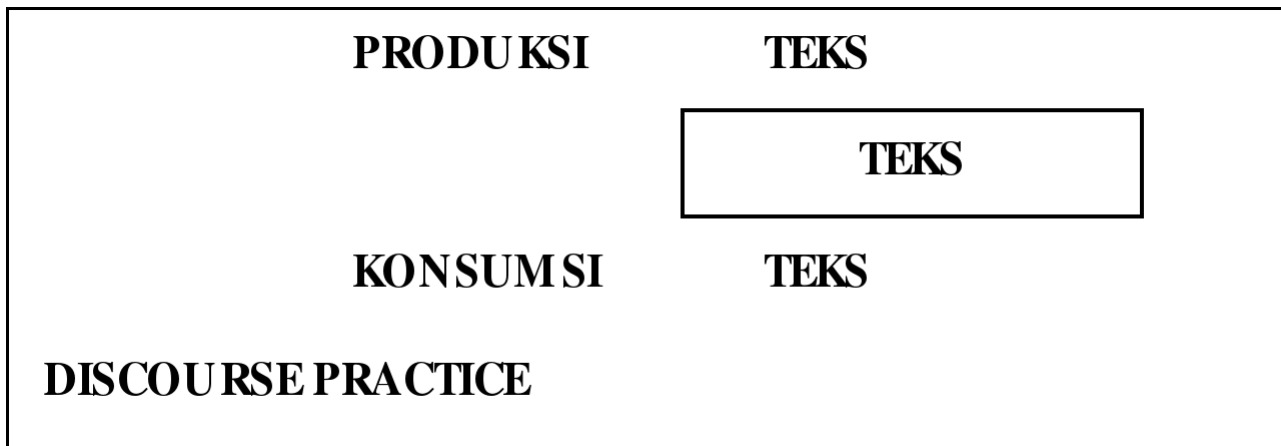 PRODUKSI TEKS
TEKS
KONSUMSI TEKS
DISCOURSE PRACTICE